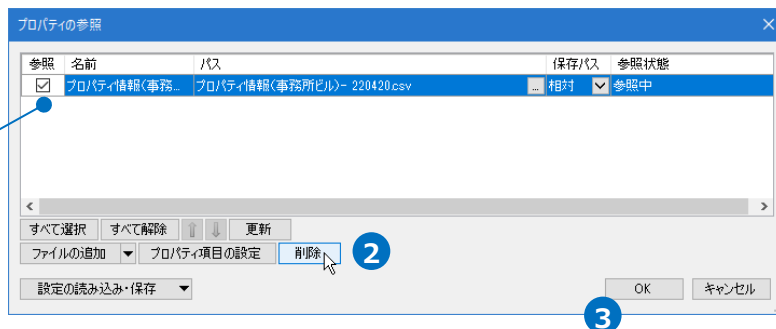 プロパティの参照
参照 名前 パス 保存パス 参照状態
プロパティ情報(事務... プロパティ情報(事務所ビル)- 220420.csv ... 相対 参照中
すべて選択 すべて解除 更新
ファイルの追加 プロパティ項目の設定 削除 2
設定の読み込み・保存 OK キャンセル
3